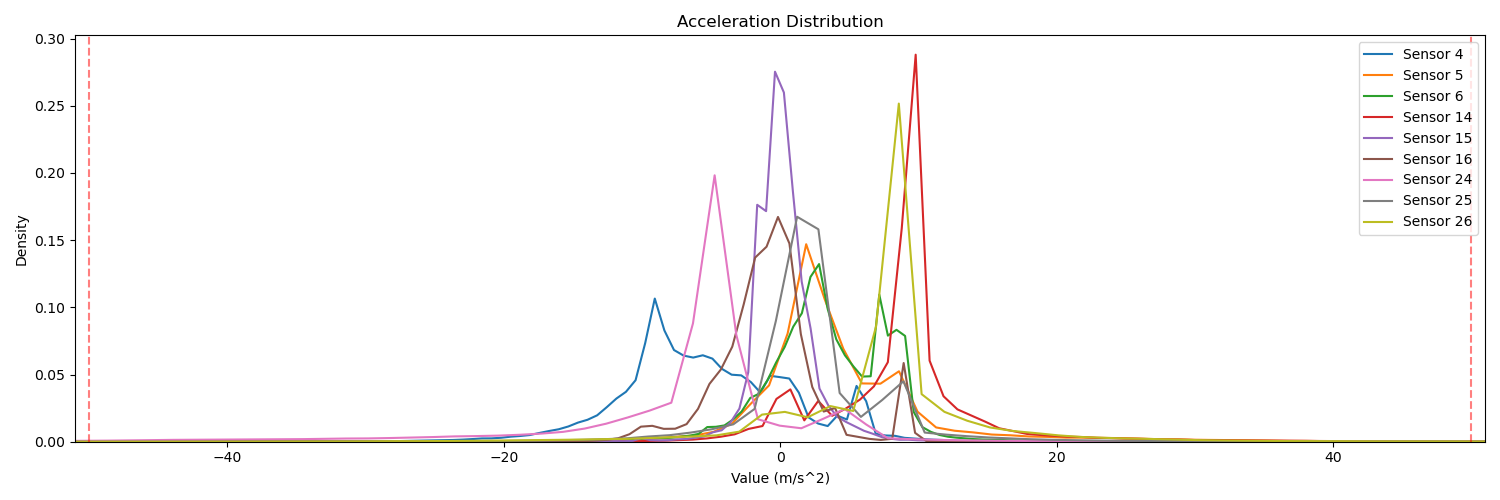 Acceleration Distribution
Density
0.30
0.25
0.20
0.15
0.10
0.05
0.00
−40
−20
0
20
40
Value (m/s^2)
Sensor 4
Sensor 5
Sensor 6
Sensor 14
Sensor 15
Sensor 16
Sensor 24
Sensor 25
Sensor 26